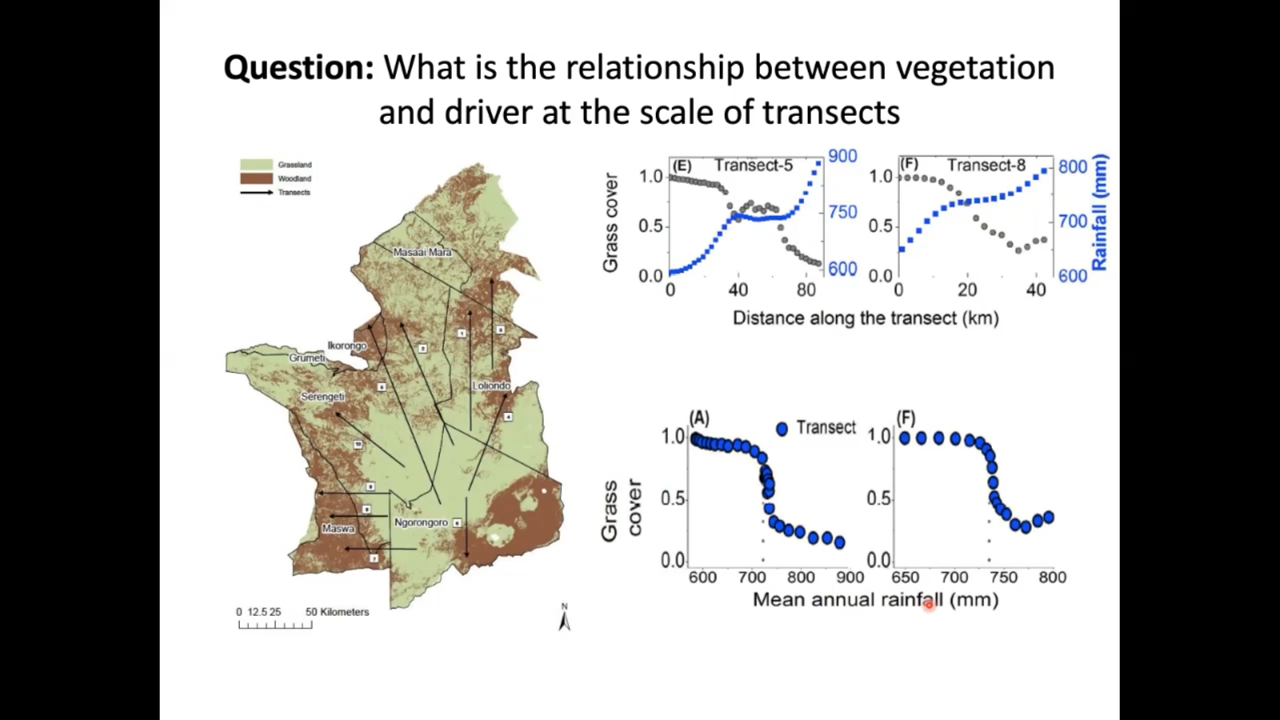 Question: What is the relationship between vegetation
and driver at the scale of transects
Grassland
Woodland
Transects
Masaai Mara
Ikorongo
Grumeti
Serengeti
Loliondo
Maswa
Ngorongoro
0 12.5 25 50 Kilometers
N
(E) Transect-5
Grass cover
1.0
0.5
0.0
900
750
600
0 40 80
(F) Transect-8
1.0
0.5
0.0
800
700
600
Rainfall (mm)
0 20 40
Distance along the transect (km)
(A)
Transect
Grass
cover
1.0
0.5
0.0
600 700 800 900
(F)
1.0
0.5
0.0
650 700 750 800
Mean annual rainfall (mm)